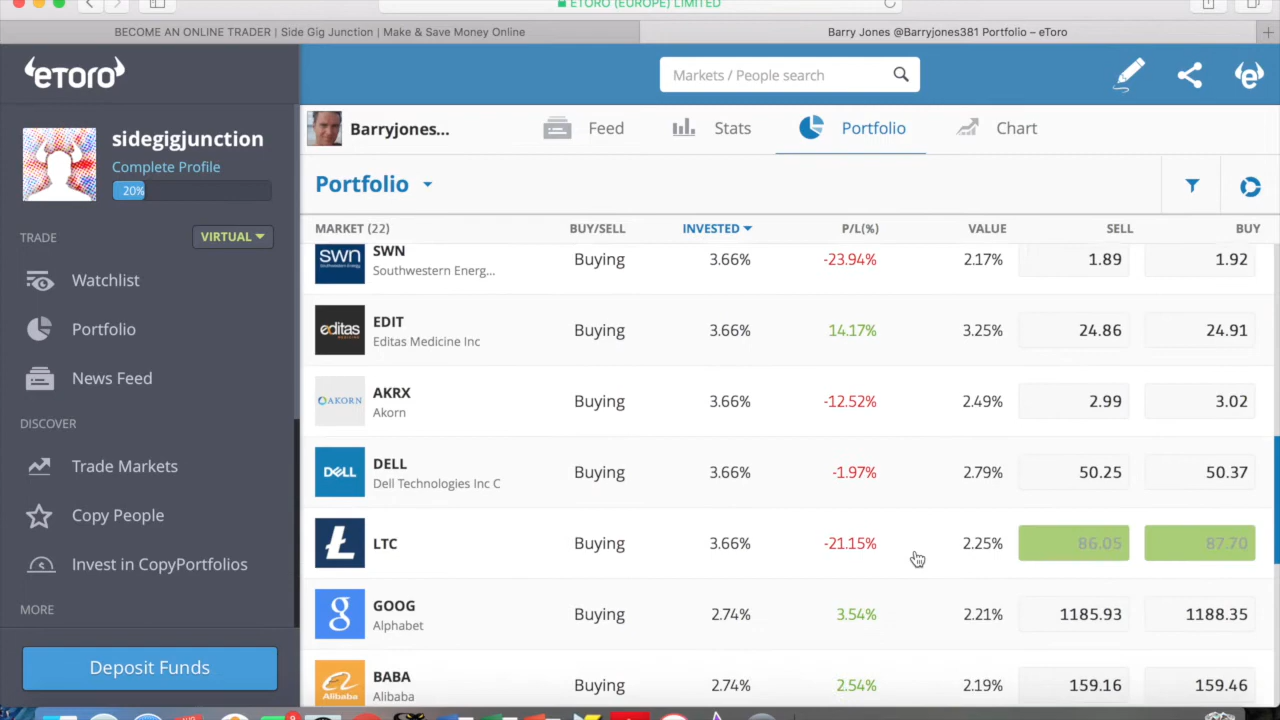 ETORO (EUROPE) LIMITED
BECOME AN ONLINE TRADER | Side Gig Junction | Make & Save Money Online
Barry Jones @Barryjones381 Portfolio – eToro
eTORO
Markets / People search
sidegigjunction
Complete Profile
20%
Barryjones...
Feed
Stats
Portfolio
Chart
Portfolio
TRADE
VIRTUAL
Watchlist
Portfolio
News Feed
DISCOVER
Trade Markets
Copy People
Invest in CopyPortfolios
MORE
Deposit Funds
MARKET (22) BUY/SELL INVESTED P/L(%) VALUE SELL BUY
swn
Southwestern Energy
SWN Buying 3.66% -23.94% 2.17% 1.89 1.92
Southwestern Energ...
editas
MEDICINE
EDIT Buying 3.66% 14.17% 3.25% 24.86 24.91
Editas Medicine Inc
AKORN
AKRX Buying 3.66% -12.52% 2.49% 2.99 3.02
Akorn
DELL
DELL Buying 3.66% -1.97% 2.79% 50.25 50.37
Dell Technologies Inc C
LTC Buying 3.66% -21.15% 2.25% 86.05 87.70
g
GOOG Buying 2.74% 3.54% 2.21% 1185.93 1188.35
Alphabet
Alibaba
BABA Buying 2.74% 2.54% 2.19% 159.16 159.46
Alibaba